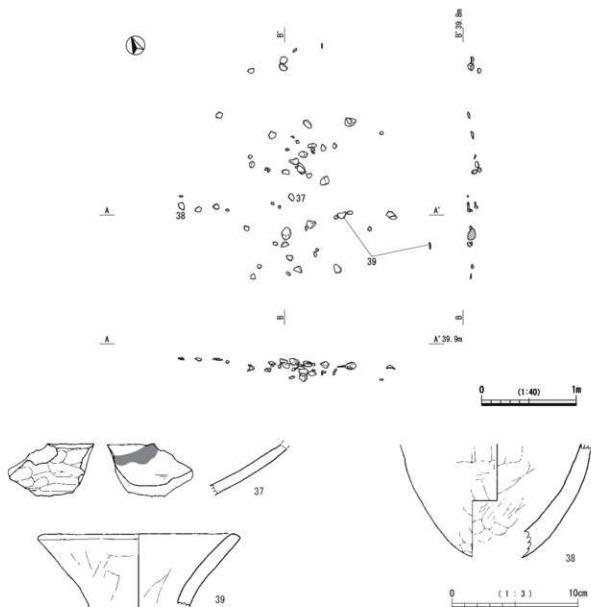 B'
B' 39.8m
37
A
38
A'
39
B
B
A
A' 39.9m
0 (1:40) 1m
37
38
39
0 (1:3) 10cm